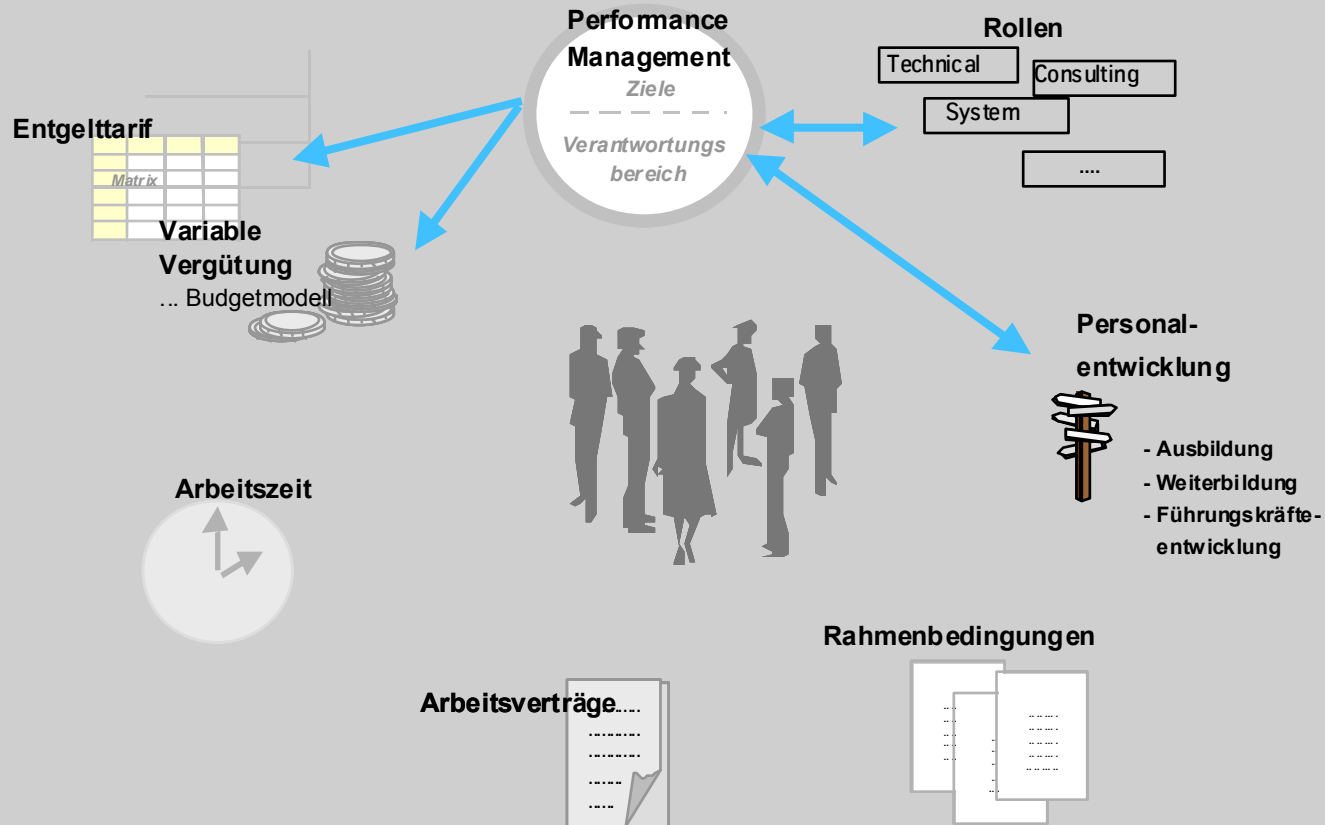 Performance
Management
Ziele
Verantwortungs
bereich
Rollen
Technical
Consulting
System
....
Entgelttarif
Matrix
Variable
Vergütung
... Budgetmodell
Personal-
entwicklung
- Ausbildung
- Weiterbildung
- Führungskräfte-
entwicklung
Arbeitszeit
Rahmenbedingungen
Arbeitsverträge